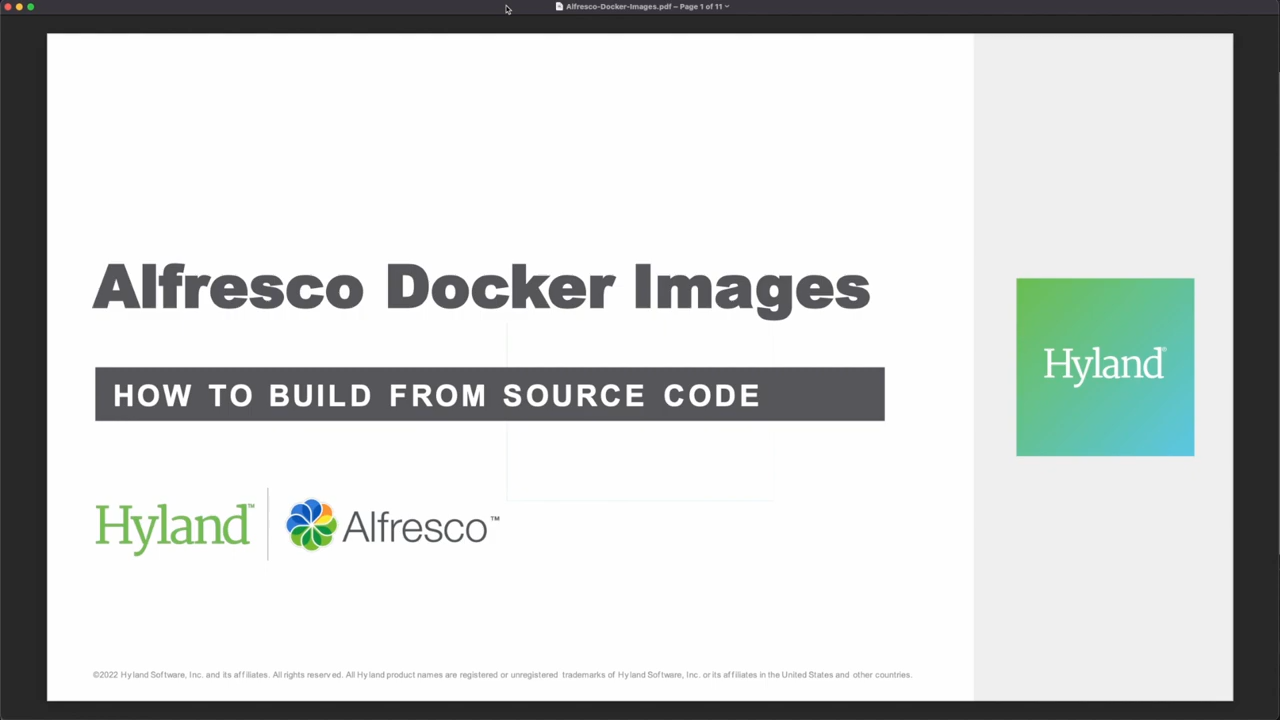 Alfresco-Docker-Images.pdf – Page 1 of 11
Alfresco Docker Images
HOW TO BUILD FROM SOURCE CODE
Hyland®
Hyland™ Alfresco™
©2022 Hyland Software, Inc. and its affiliates. All rights reserved. All Hyland product names are registered or unregistered trademarks of Hyland Software, Inc. or its affiliates in the United States and other countries.